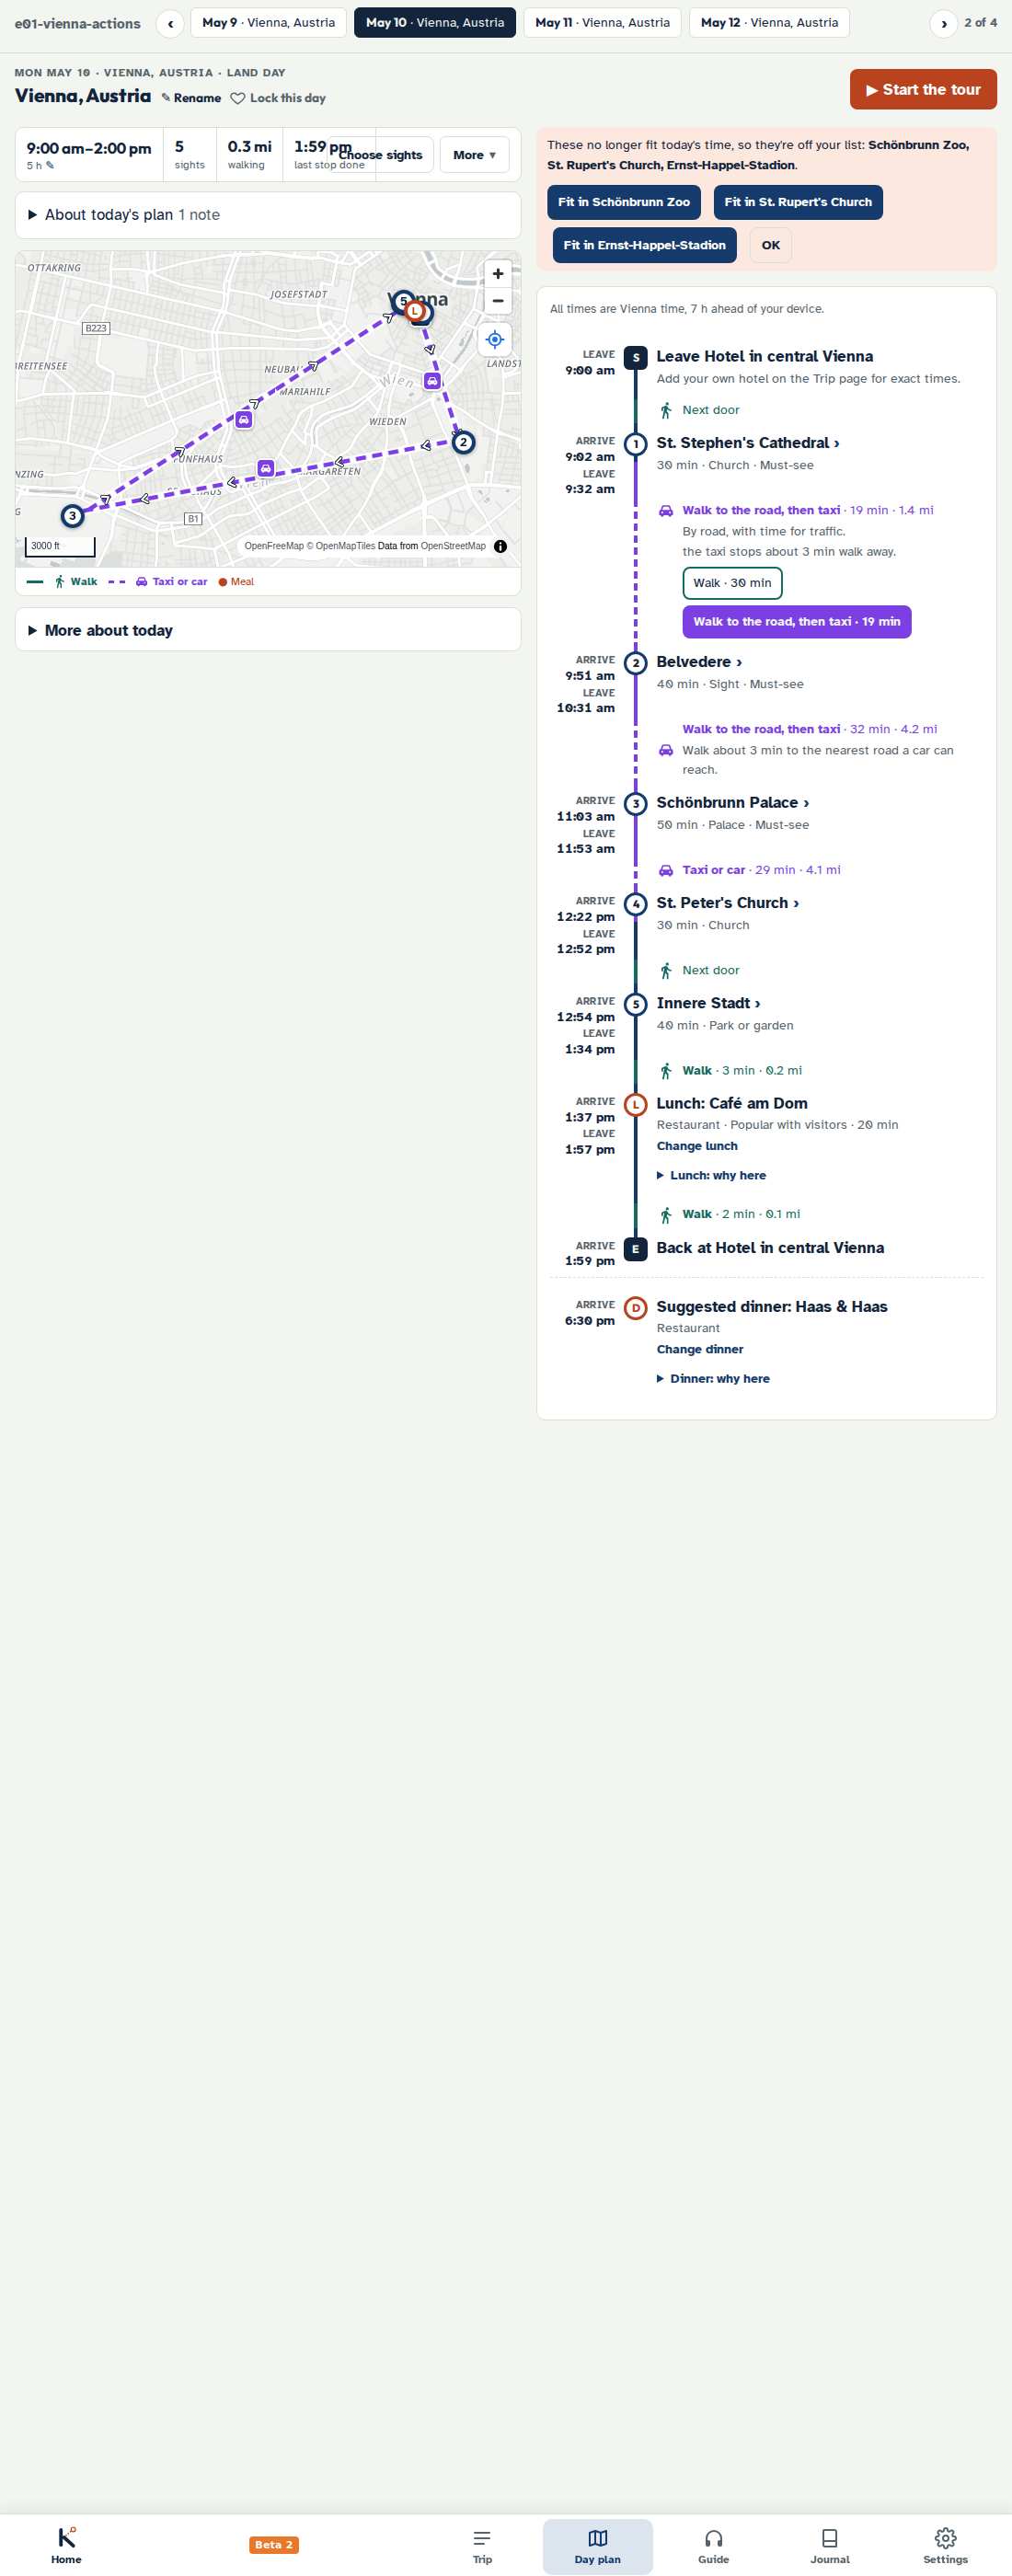 e01-vienna-actions
‹
May 9 · Vienna, Austria
May 10 · Vienna, Austria
May 11 · Vienna, Austria
May 12 · Vienna, Austria
›
2 of 4
MON MAY 10 · VIENNA, AUSTRIA · LAND DAY
Vienna, Austria ✎ Rename Lock this day
▶ Start the tour
9:00 am–2:00 pm
5 h ✎
5
sights
0.3 mi
walking
1:59 pm
last stop done
Choose sights
More ▼
▶ About today's plan 1 note
OTTAKRING
JOSEFSTADT
B223
LANDST
MARIAHILF
Wien
WIEDEN
NZING
B1
5
L
2
3
+
−
3000 ft
OpenFreeMap © OpenMapTiles Data from OpenStreetMap
Walk
Taxi or car
Meal
▶ More about today
These no longer fit today's time, so they're off your list: Schönbrunn Zoo,
St. Rupert's Church, Ernst-Happel-Stadion.
Fit in Schönbrunn Zoo
Fit in St. Rupert's Church
Fit in Ernst-Happel-Stadion
OK
All times are Vienna time, 7 h ahead of your device.
LEAVE
9:00 am
S
Leave Hotel in central Vienna
Add your own hotel on the Trip page for exact times.
Next door
ARRIVE
9:02 am
LEAVE
9:32 am
1
St. Stephen's Cathedral ›
30 min · Church · Must-see
Walk to the road, then taxi · 19 min · 1.4 mi
By road, with time for traffic.
the taxi stops about 3 min walk away.
Walk · 30 min
Walk to the road, then taxi · 19 min
ARRIVE
9:51 am
LEAVE
10:31 am
2
Belvedere ›
40 min · Sight · Must-see
Walk to the road, then taxi · 32 min · 4.2 mi
Walk about 3 min to the nearest road a car can
reach.
ARRIVE
11:03 am
LEAVE
11:53 am
3
Schönbrunn Palace ›
50 min · Palace · Must-see
Taxi or car · 29 min · 4.1 mi
ARRIVE
12:22 pm
LEAVE
12:52 pm
4
St. Peter's Church ›
30 min · Church
Next door
ARRIVE
12:54 pm
LEAVE
1:34 pm
5
Innere Stadt ›
40 min · Park or garden
Walk · 3 min · 0.2 mi
ARRIVE
1:37 pm
LEAVE
1:57 pm
L
Lunch: Café am Dom
Restaurant · Popular with visitors · 20 min
Change lunch
▶ Lunch: why here
Walk · 2 min · 0.1 mi
ARRIVE
1:59 pm
E
Back at Hotel in central Vienna
ARRIVE
6:30 pm
D
Suggested dinner: Haas & Haas
Restaurant
Change dinner
▶ Dinner: why here
Home
Beta 2
Trip
Day plan
Guide
Journal
Settings